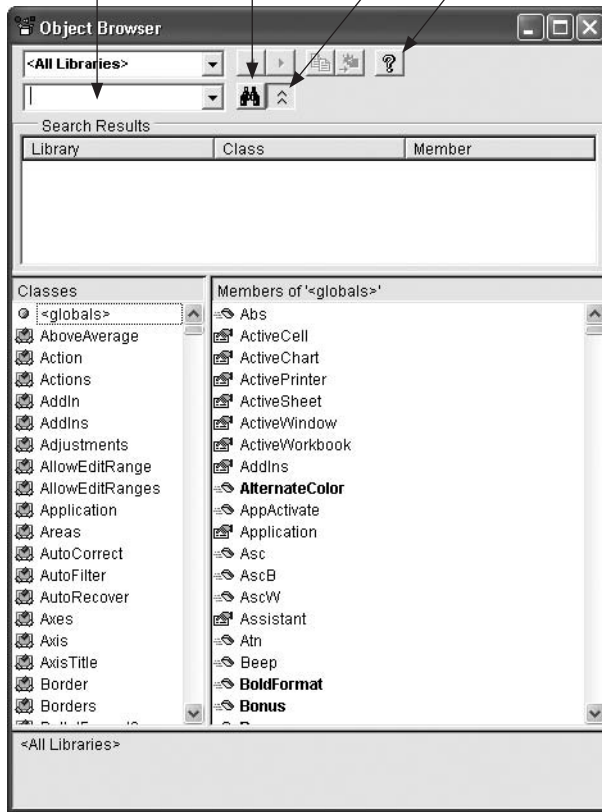 Object Browser
<All Libraries>
Search Results
Library Class Member
Classes
<globals>
AboveAverage
Action
Actions
AddIn
AddIns
Adjustments
AllowEditRange
AllowEditRanges
Application
Areas
AutoCorrect
AutoFilter
AutoRecover
Axes
Axis
AxisTitle
Border
Borders
Members of '<globals>'
Abs
ActiveCell
ActiveChart
ActivePrinter
ActiveSheet
ActiveWindow
ActiveWorkbook
AddIns
AlternateColor
AppActivate
Application
Asc
AscB
AscW
Assistant
Atn
Beep
BoldFormat
Bonus
<All Libraries>